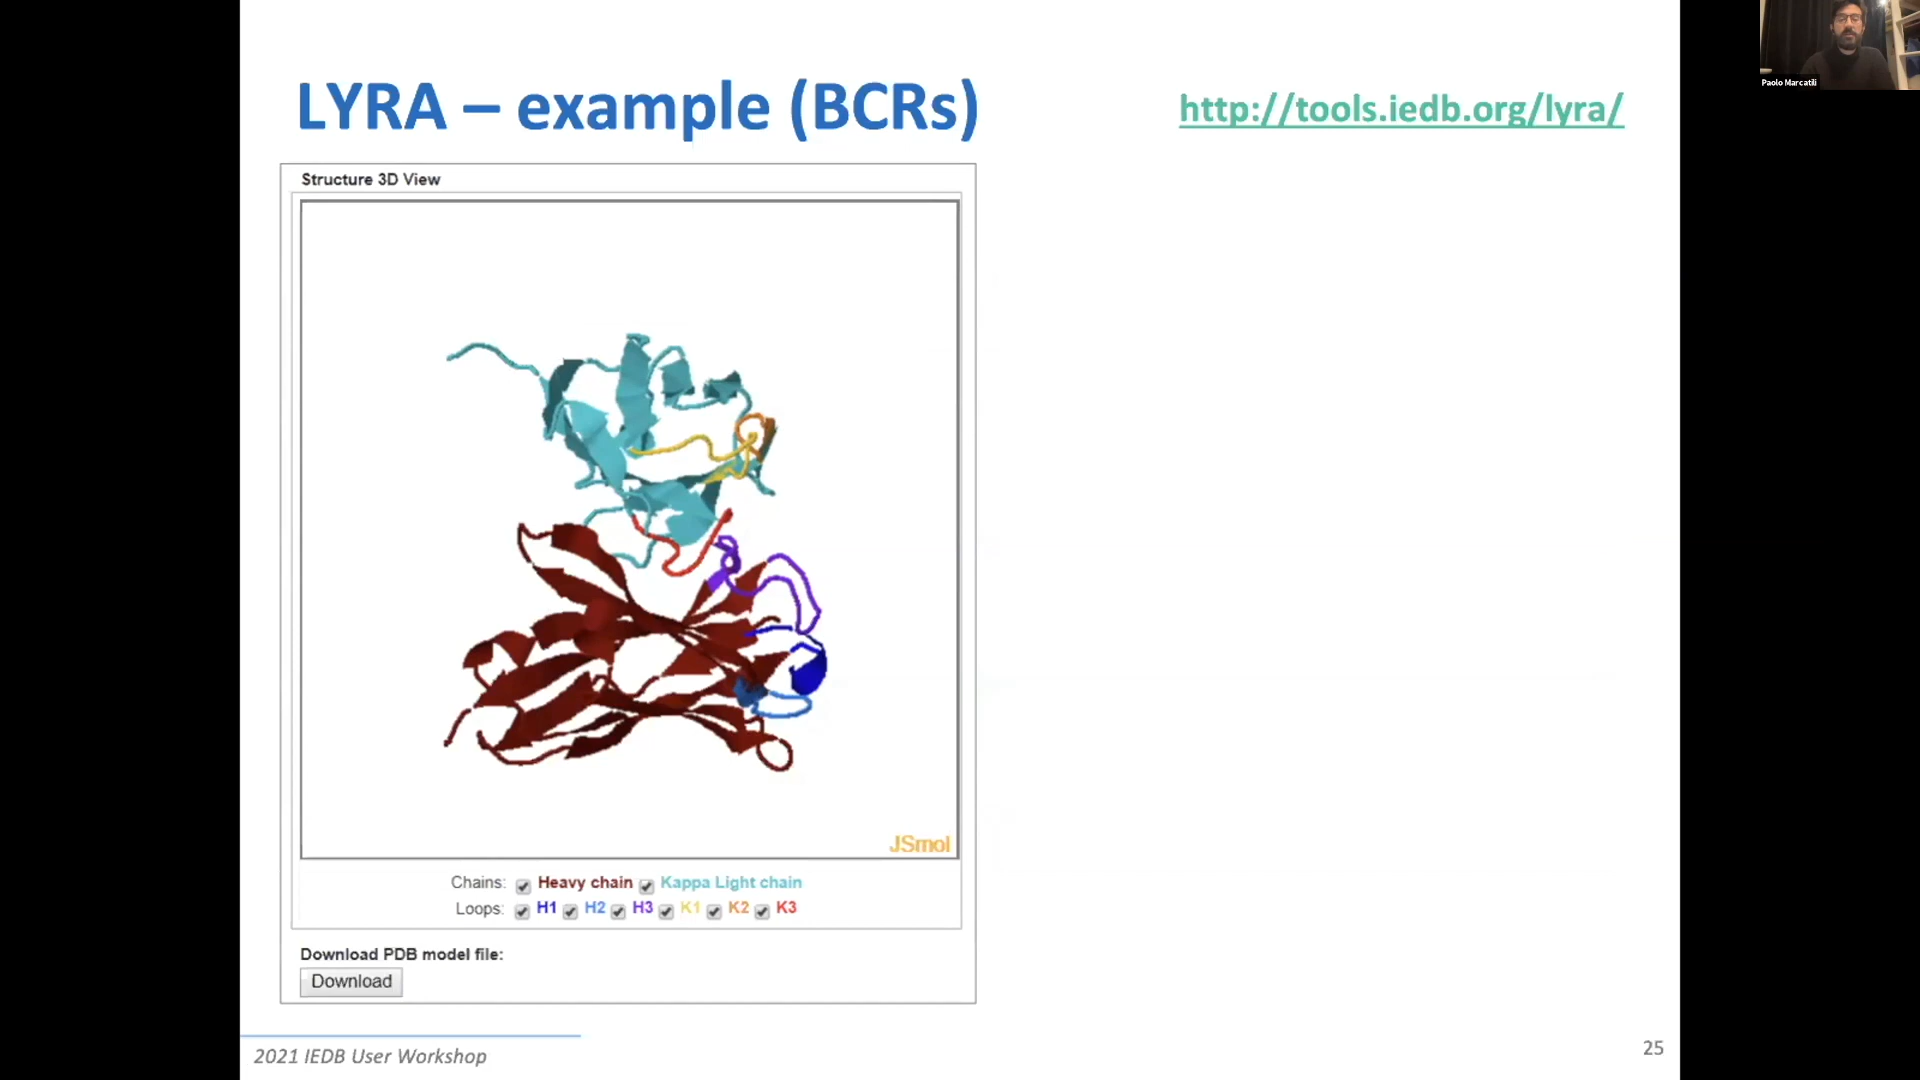 LYRA – example (BCRs)
http://tools.iedb.org/lyra/
Paolo Marcatili
Structure 3D View
JSmol
Chains: Heavy chain Kappa Light chain
Loops: H1 H2 H3 K1 K2 K3
Download PDB model file:
Download
2021 IEDB User Workshop
25